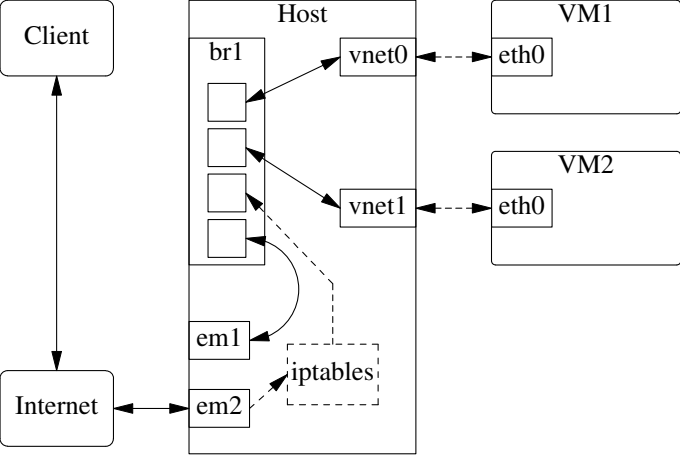 Client
Host
VM1
br1
vnet0
eth0
VM2
vnet1
eth0
em1
iptables
Internet
em2